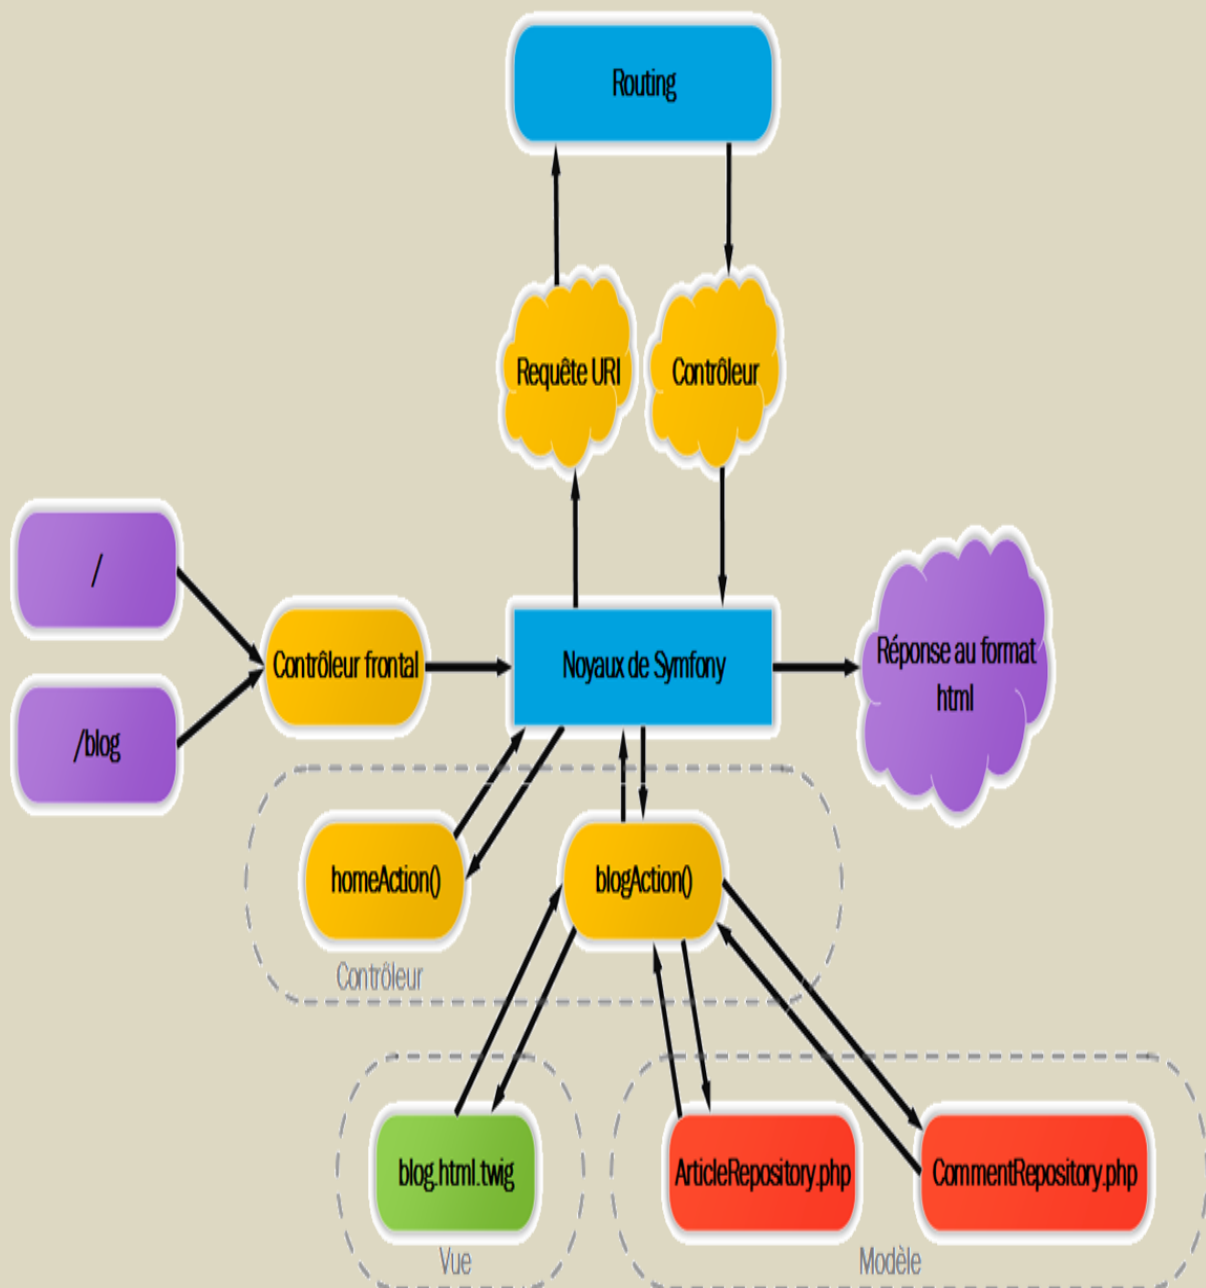 Routing
Requête URI
Contrôleur
/
/blog
Contrôleur frontal
Noyaux de Symfony
Réponse au format
html
homeAction()
blogAction()
Contrôleur
blog.html.twig
ArticleRepository.php
CommentRepository.php
Vue
Modèle